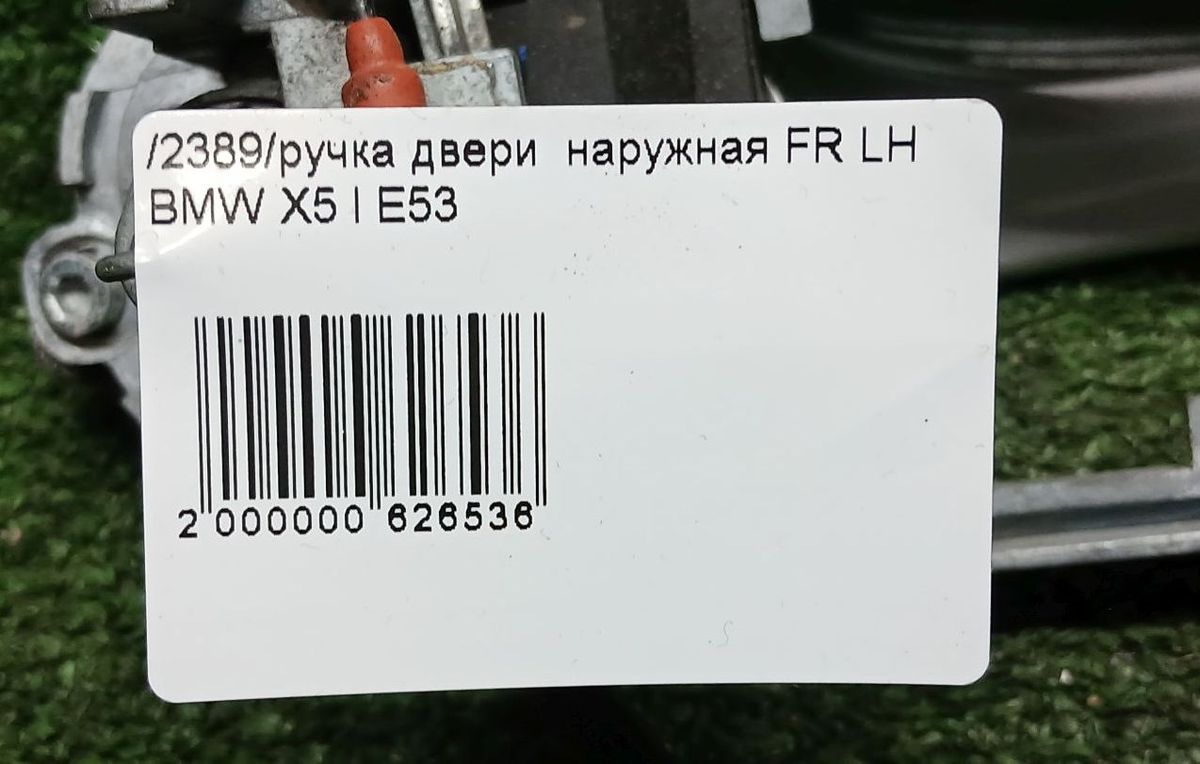 /2389/ручка двери наружная FR LH
BMW X5 I E53
2 000000 626536